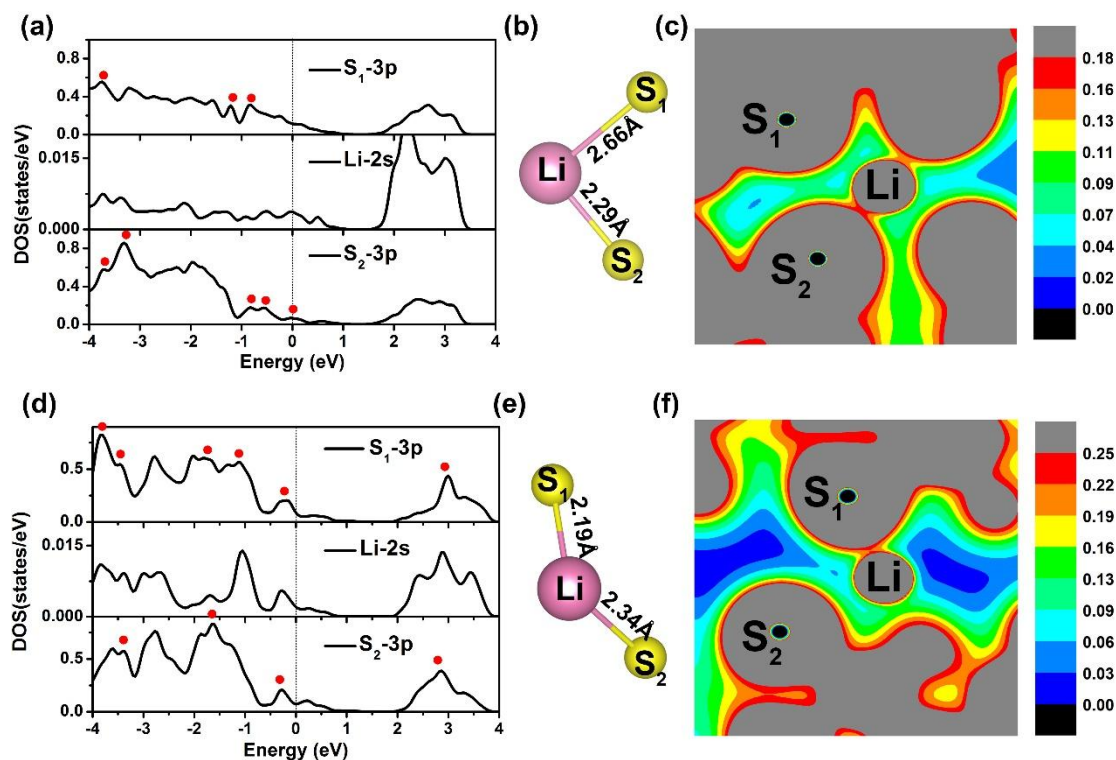 (a)
DOS(states/eV)
0.8
0.4
0.0
S₁-3p
0.015
0.000
Li-2s
0.8
0.4
0.0
S₂-3p
-4 -3 -2 -1 0 1 2 3 4
Energy (eV)
(b)
S₁
2.66Å
Li
2.29Å
S₂
(c)
S₁
Li
S₂
0.18
0.16
0.13
0.11
0.09
0.07
0.04
0.02
0.00
(d)
DOS(states/eV)
0.5
0.0
S₁-3p
0.015
0.000
Li-2s
0.5
0.0
S₂-3p
-4 -3 -2 -1 0 1 2 3 4
Energy (eV)
(e)
S₁
2.19Å
Li
2.34Å
S₂
(f)
S₁
Li
S₂
0.25
0.22
0.19
0.16
0.13
0.09
0.06
0.03
0.00